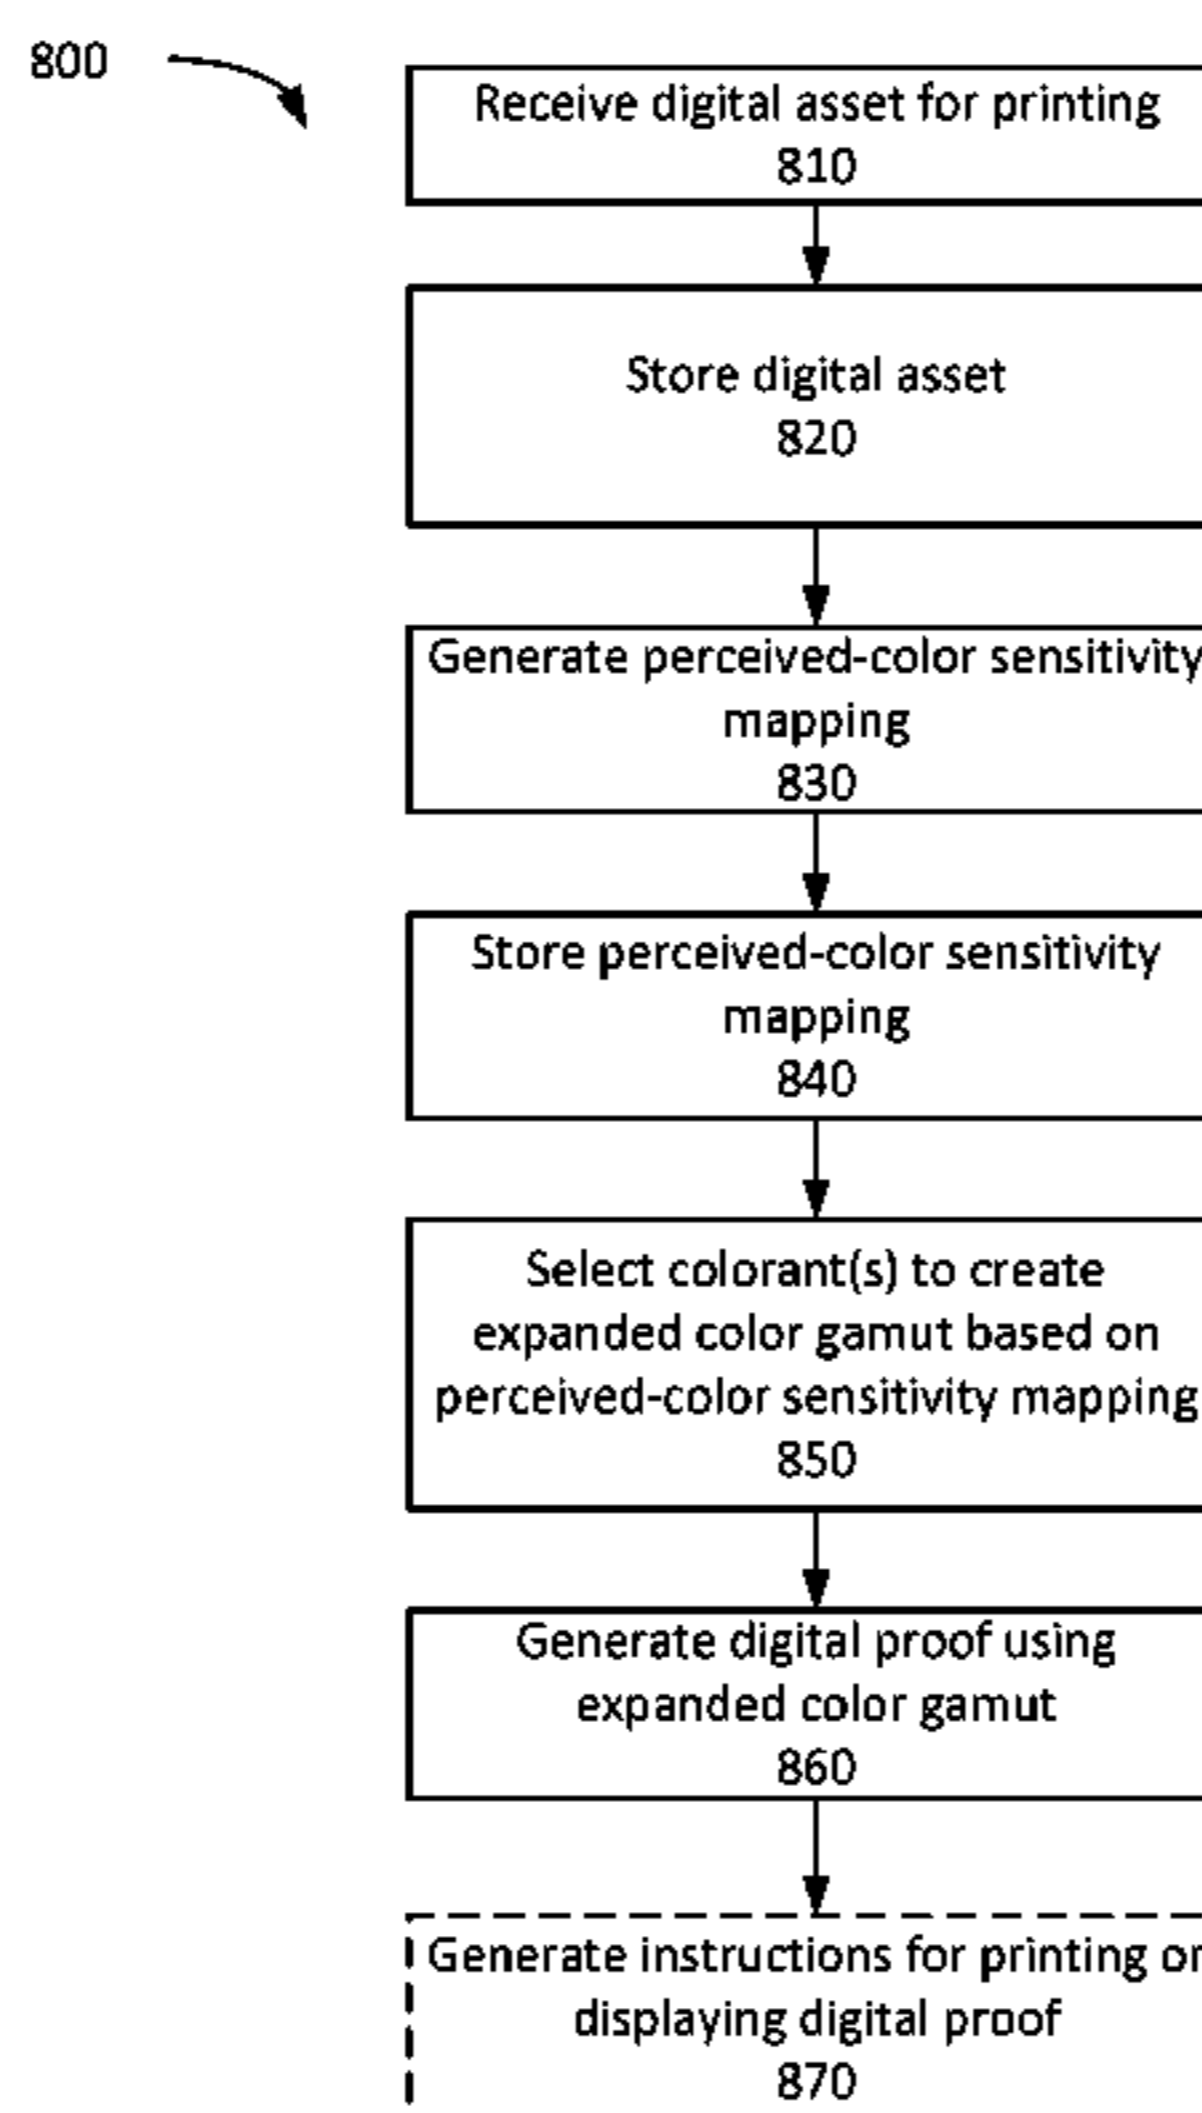 800
Receive digital asset for printing
810
Store digital asset
820
Generate perceived-color sensitivity
mapping
830
Store perceived-color sensitivity
mapping
840
Select colorant(s) to create
expanded color gamut based on
perceived-color sensitivity mapping
850
Generate digital proof using
expanded color gamut
860
Generate instructions for printing or
displaying digital proof
870